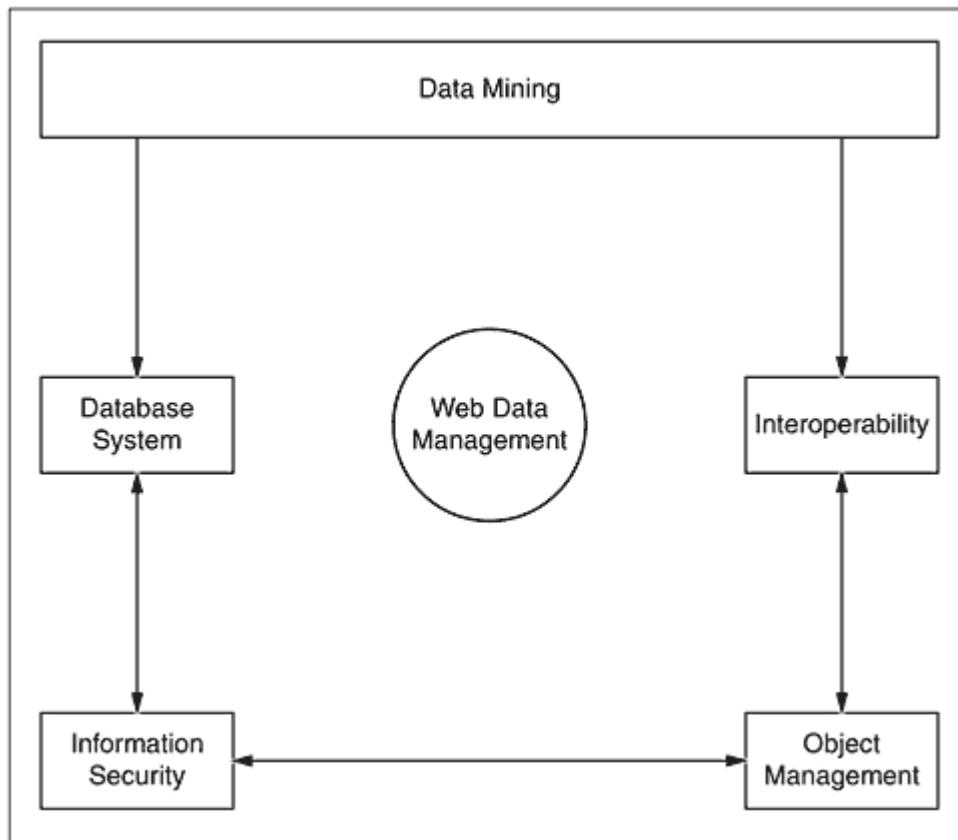 Data Mining
Database
System
Web Data
Management
Interoperability
Information
Security
Object
Management